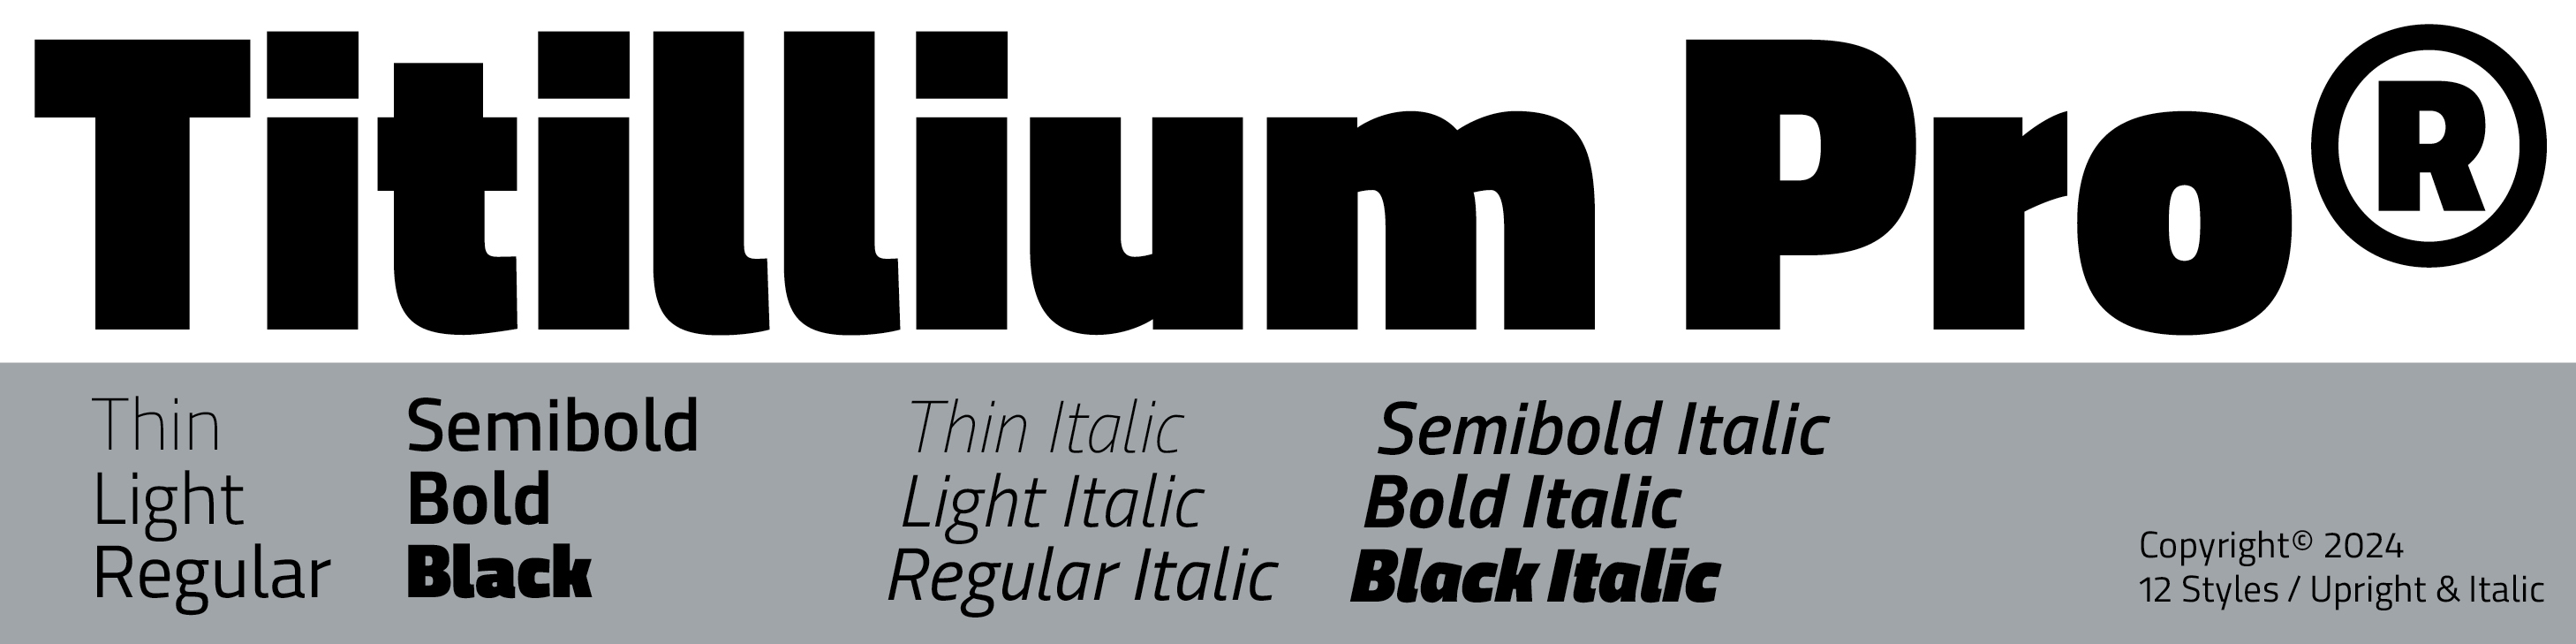 Titillium Pro®
Thin
Light
Regular
Semibold
Bold
Black
Thin Italic
Light Italic
Regular Italic
Semibold Italic
Bold Italic
Black Italic
Copyright© 2024
12 Styles / Upright & Italic